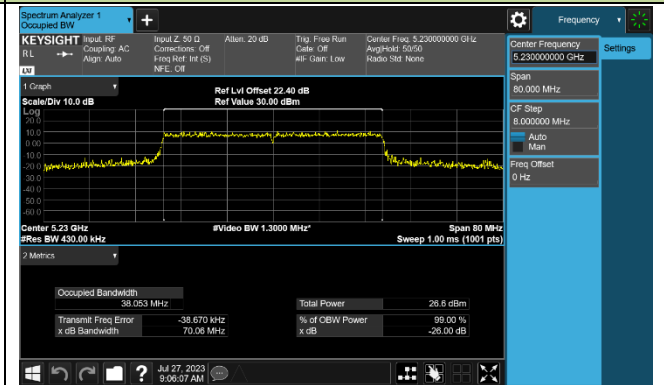 Spectrum Analyzer 1
Occupied BW
+
Frequency
KEYSIGHT
RL
LXI
Input: RF
Coupling: AC
Align: Auto
Input Z: 50 Ω
Corrections: Off
Freq Ref: Int (S)
NFE: Off
Atten: 20 dB
Trig: Free Run
Gate: Off
#IF Gain: Low
Center Freq: 5.230000000 GHz
Avg|Hold: 50/50
Radio Std: None
Center Frequency
5.230000000 GHz
Settings
Span
80.000 MHz
CF Step
8.000000 MHz
Auto
Man
Freq Offset
0 Hz
1 Graph
Scale/Div 10.0 dB
Ref Lvl Offset 22.40 dB
Ref Value 30.00 dBm
Log
20.0
10.0
0.00
-10.0
-20.0
-30.0
-40.0
-50.0
-60.0
Center 5.23 GHz
#Video BW 1.3000 MHz*
Span 80 MHz
#Res BW 430.00 kHz
Sweep 1.00 ms (1001 pts)
2 Metrics
Occupied Bandwidth
38.053 MHz
Total Power 26.6 dBm
Transmit Freq Error -38.670 kHz
% of OBW Power 99.00 %
x dB Bandwidth 70.06 MHz
x dB -26.00 dB
?
Jul 27, 2023
9:06:07 AM